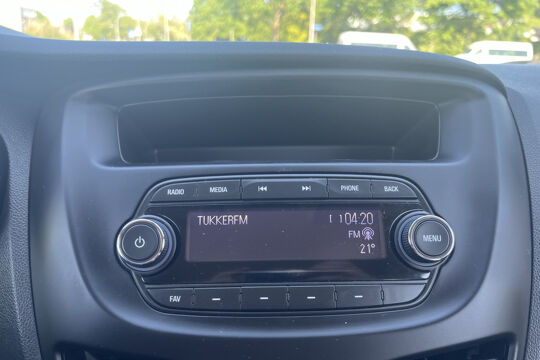 RADIO MEDIA PHONE BACK
TUKKERFM [ ] 04:20
FM
21°
MENU
FAV